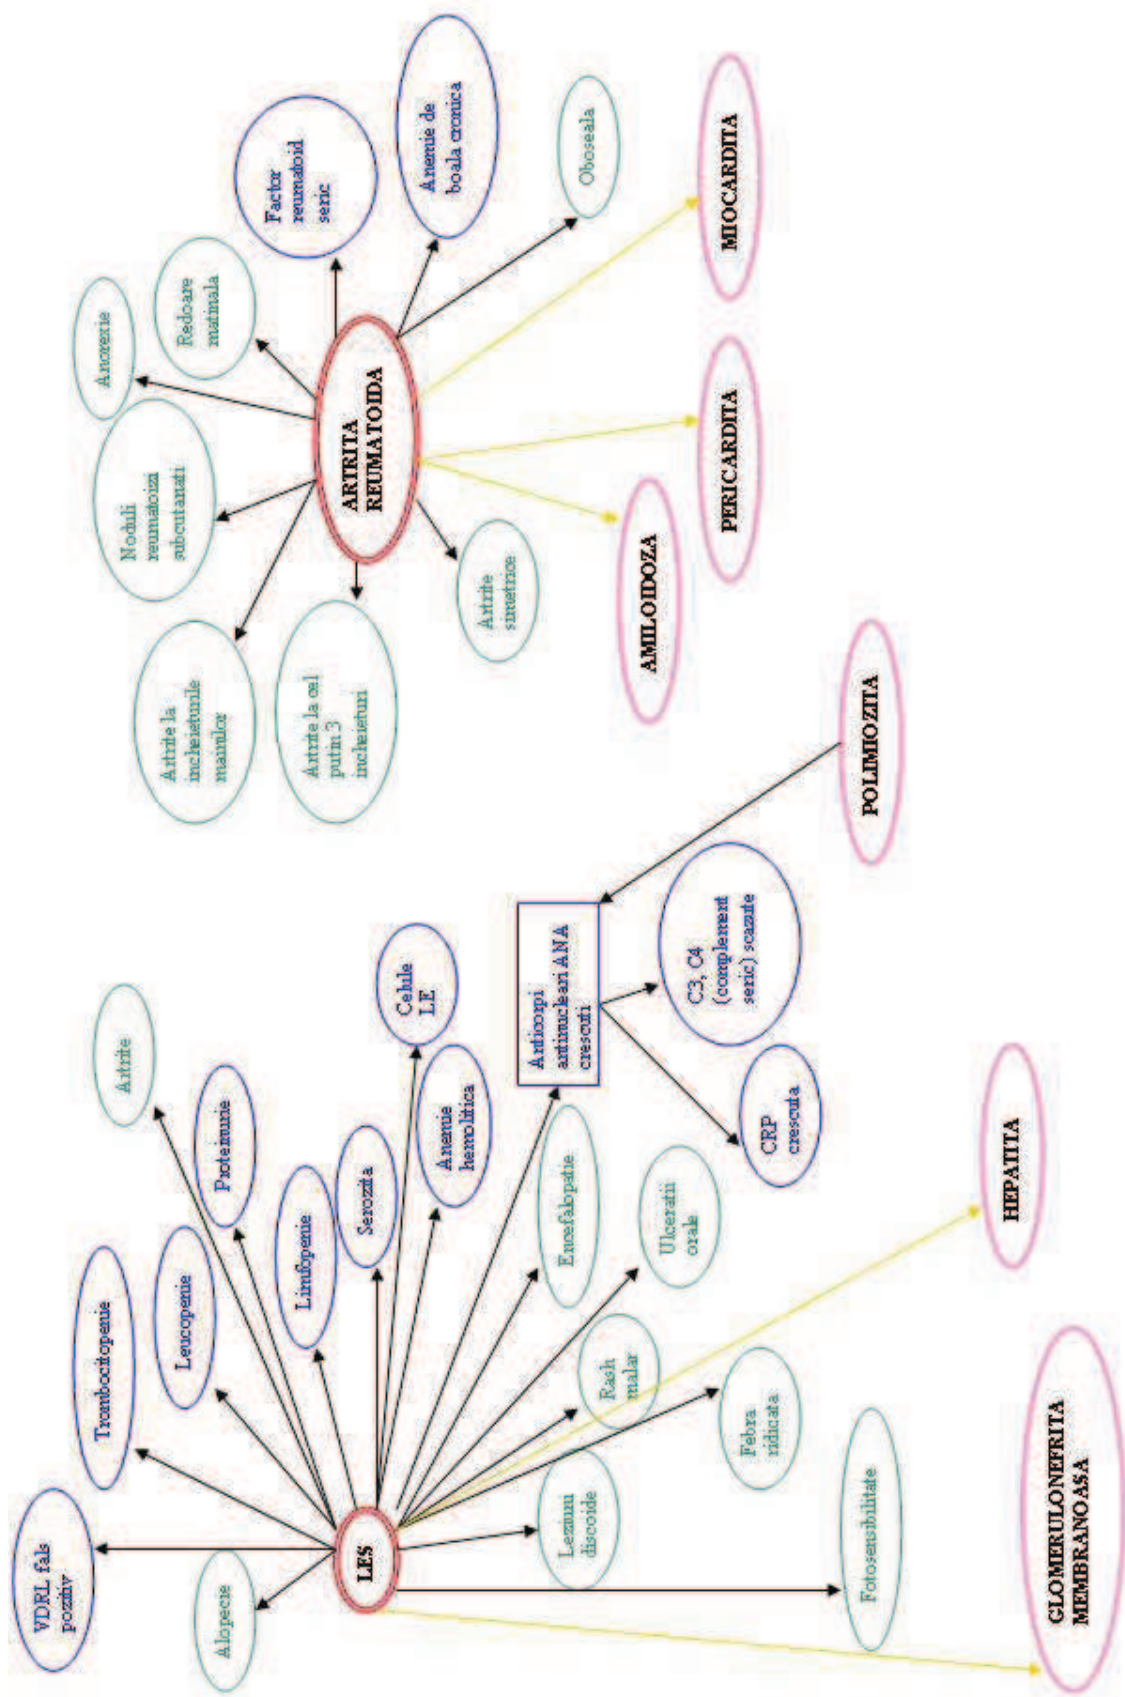 VDRL fals
pozitiv
Alopecie
Trombocitopenie
Leucopenie
Artrite
Proteinurie
Limfopenie
Serozita
Celule
LE
Anemie
hemolitica
LES
Anticorpi
antinucleari ANA
crescuti
Encefalopatie
Ulceratii
orale
Rash
malar
Leziuni
discoide
Febra
ridicata
Fotosensibilitate
C3, C4
(complement
seric) scazute
CRP
crescuta
HEPATITA
GLOMERULONEFRITA
MEMBRANOASA
POLIMIOZITA
Anorexie
Redoare
matinala
Noduli
reumatoizi
subcutanati
Factor
reumatoid
seric
Artrite la
incheieturile
mainilor
Anemie de
boala cronica
Artrite la cel
putin 3
incheieturi
ARTRITA
REUMATOIDA
Oboseala
Artrite
simetrice
AMILOIDOZA
PERICARDITA
MIOCARDITA